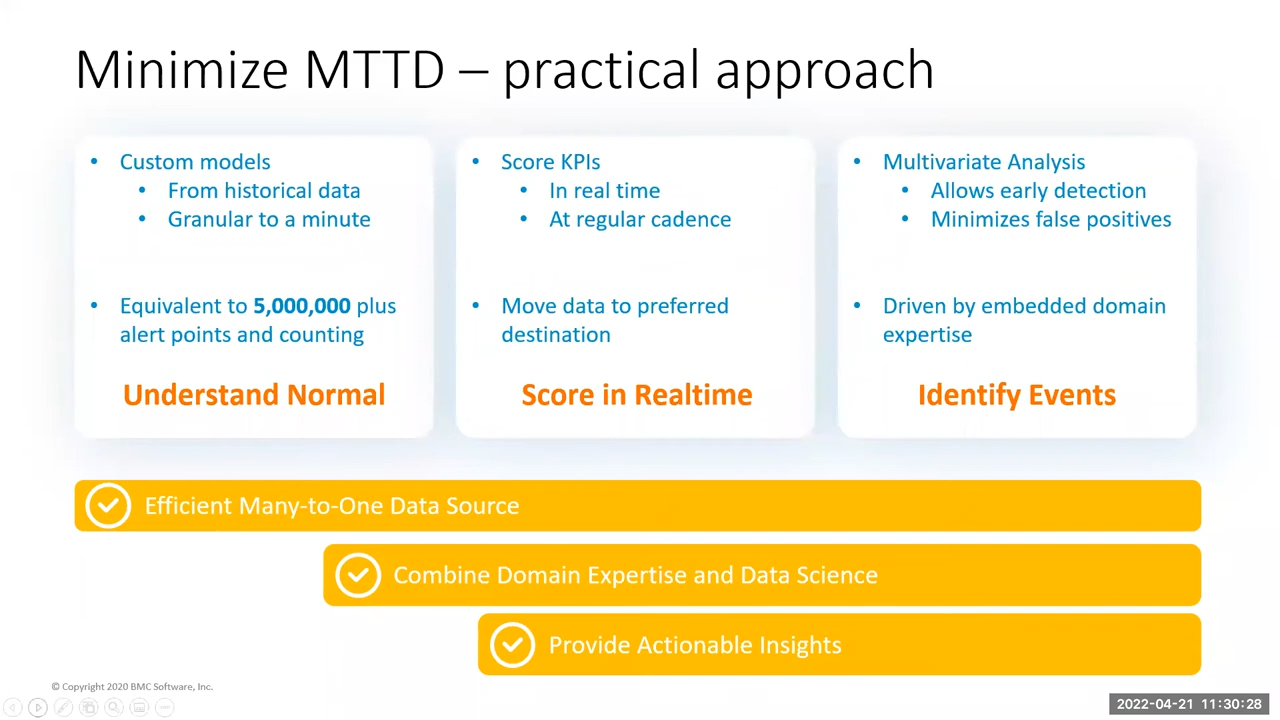 Minimize MTTD – practical approach
• Custom models
• From historical data
• Granular to a minute
• Equivalent to 5,000,000 plus
alert points and counting
Understand Normal
• Score KPIs
• In real time
• At regular cadence
• Move data to preferred
destination
Score in Realtime
• Multivariate Analysis
• Allows early detection
• Minimizes false positives
• Driven by embedded domain
expertise
Identify Events
Efficient Many-to-One Data Source
Combine Domain Expertise and Data Science
Provide Actionable Insights
© Copyright 2020 BMC Software, Inc.
2022-04-21 11:30:28